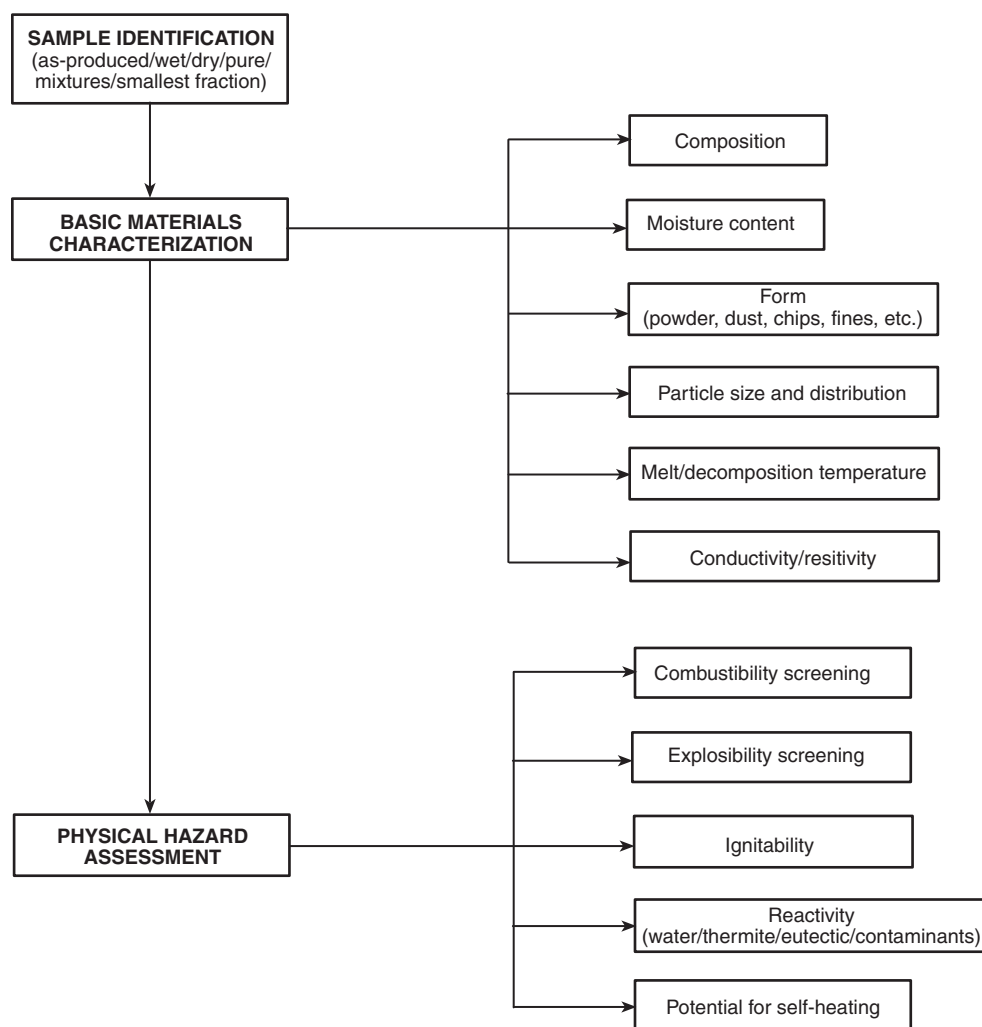 SAMPLE IDENTIFICATION
(as-produced/wet/dry/pure/
mixtures/smallest fraction)
BASIC MATERIALS
CHARACTERIZATION
Composition
Moisture content
Form
(powder, dust, chips, fines, etc.)
Particle size and distribution
Melt/decomposition temperature
Conductivity/resitivity
PHYSICAL HAZARD
ASSESSMENT
Combustibility screening
Explosibility screening
Ignitability
Reactivity
(water/thermite/eutectic/contaminants)
Potential for self-heating